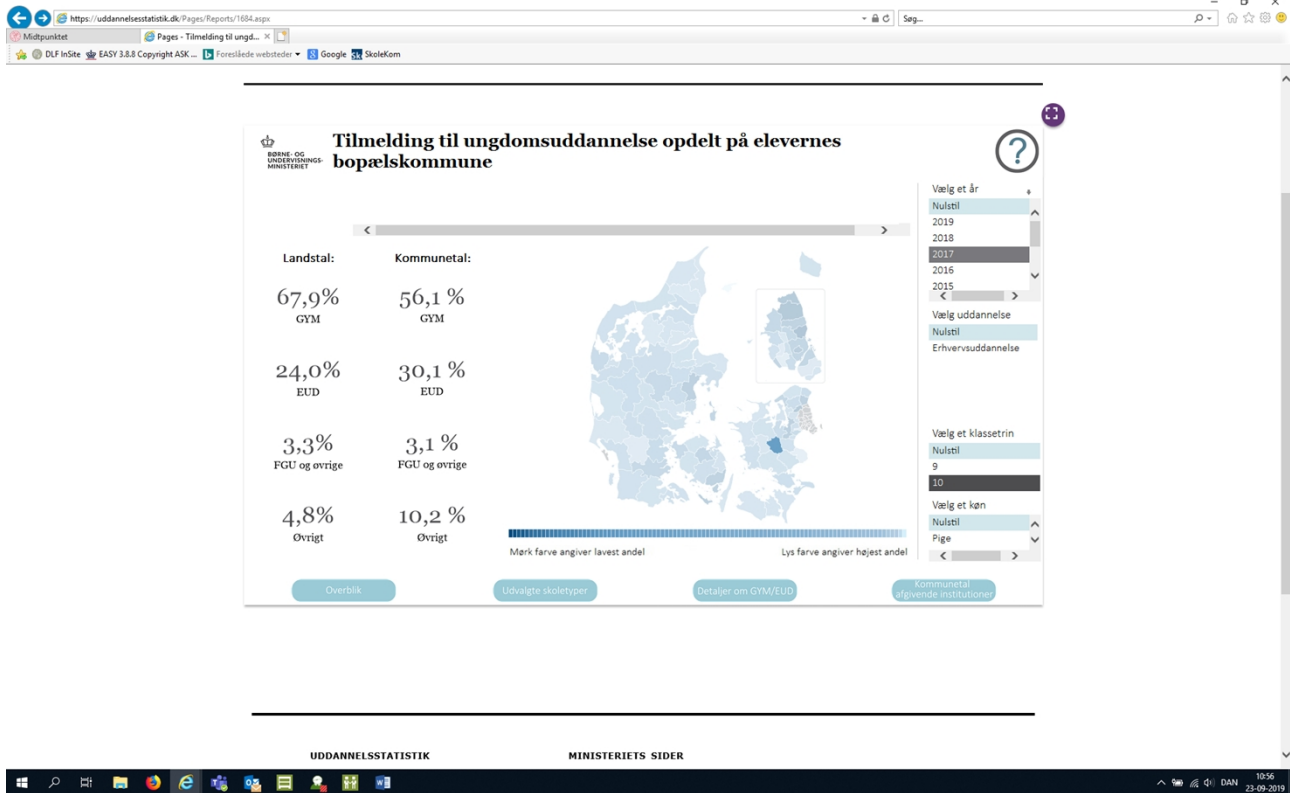 https://uddannelsesstatistik.dk/Pages/Reports/1684.aspx
Søg...
Midtpunktet
Pages - Tilmelding til ungd...
DLF InSite
EASY 3.8.8 Copyright ASK ...
Foreslåede websteder
Google
SkoleKom
BØRNE- OG
UNDERVISNINGS-
MINISTERIET
Tilmelding til ungdomsuddannelse opdelt på elevernes
bopælskommune
?
Landstal:
Kommunetal:
67,9%
GYM
56,1 %
GYM
24,0%
EUD
30,1 %
EUD
3,3%
FGU og øvrige
3,1 %
FGU og øvrige
4,8%
Øvrigt
10,2 %
Øvrigt
Mørk farve angiver lavest andel
Lys farve angiver højest andel
Vælg et år
Nulstil
2019
2018
2017
2016
2015
Vælg uddannelse
Nulstil
Erhvervsuddannelse
Vælg et klassetrin
Nulstil
9
10
Vælg et køn
Nulstil
Pige
Overblik
Udvalgte skoletyper
Detaljer om GYM/EUD
Kommunetal
afgivende institutioner
UDDANNELSSTATISTIK
MINISTERIETS SIDER
DAN
10:56
23-09-2019